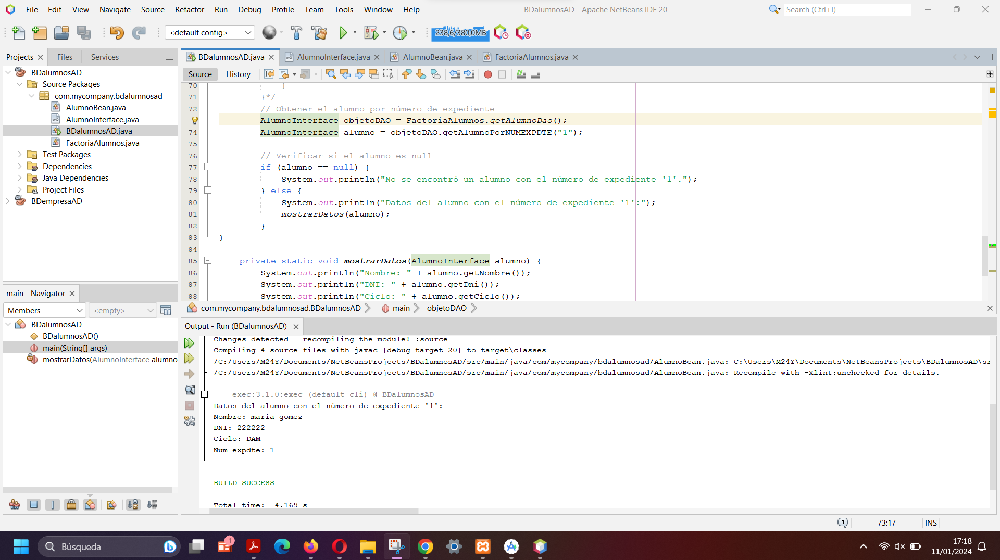 File Edit View Navigate Source Refactor Run Debug Profile Team Tools Window Help
BDalumnosAD - Apache NetBeans IDE 20
Search (Ctrl+I)
<default config>
238,6/380,0MB
Projects Files Services
BDalumnosAD
Source Packages
com.mycompany.bdalumnosad
AlumnoBean.java
AlumnoInterface.java
BDalumnosAD.java
FactoriaAlumnos.java
Test Packages
Dependencies
Java Dependencies
Project Files
BDempresaAD
main - Navigator
Members <empty>
BDalumnosAD
BDalumnosAD()
main(String[] args)
mostrarDatos(AlumnoInterface alumno
BDalumnosAD.java AlumnoInterface.java AlumnoBean.java FactoriaAlumnos.java
Source History
70 }
71 }*/
72 // Obtener el alumno por número de expediente
AlumnoInterface objetoDAO = FactoriaAlumnos.getAlumnoDao();
74 AlumnoInterface alumno = objetoDAO.getAlumnoPorNUMEXPDTE("1");
75
76 // Verificar si el alumno es null
77 if (alumno == null) {
78 System.out.println("No se encontró un alumno con el número de expediente '1'.");
79 } else {
80 System.out.println("Datos del alumno con el número de expediente '1':");
81 mostrarDatos(alumno);
82 }
83 }
84
85 private static void mostrarDatos(AlumnoInterface alumno) {
86 System.out.println("Nombre: " + alumno.getNombre());
87 System.out.println("DNI: " + alumno.getDni());
88 System.out.println("Ciclo: " + alumno.getCiclo());
com.mycompany.bdalumnosad.BDalumnosAD main objetoDAO
Output - Run (BDalumnosAD)
Changes detected - recompiling the module! :source
Compiling 4 source files with javac [debug target 20] to target\classes
/C:/Users/M24Y/Documents/NetBeansProjects/BDalumnosAD/src/main/java/com/mycompany/bdalumnosad/AlumnoBean.java: C:\Users\M24Y\Documents\NetBeansProjects\BDalumnosAD\sr
/C:/Users/M24Y/Documents/NetBeansProjects/BDalumnosAD/src/main/java/com/mycompany/bdalumnosad/AlumnoBean.java: Recompile with -Xlint:unchecked for details.
--- exec:3.1.0:exec (default-cli) @ BDalumnosAD ---
Datos del alumno con el número de expediente '1':
Nombre: maria gomez
DNI: 222222
Ciclo: DAM
Num expdte: 1
-------------------------
------------------------------------------------------------------------
BUILD SUCCESS
------------------------------------------------------------------------
Total time:  4.169 s
1
73:17 INS
Búsqueda
1
17:18
11/01/2024